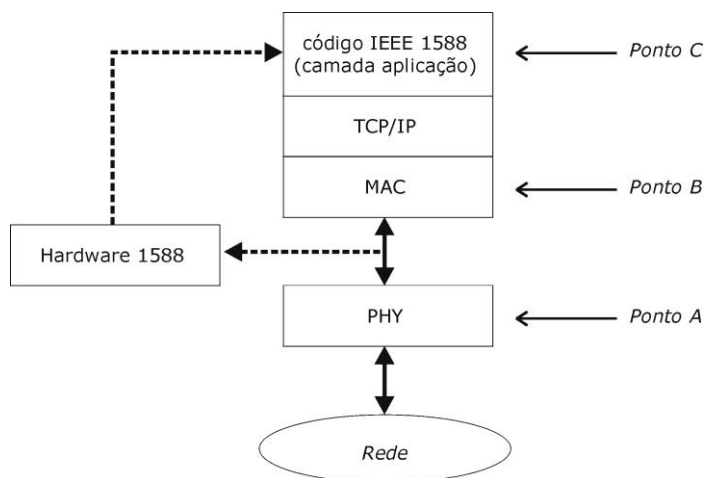 código IEEE 1588
(camada aplicação)
Ponto C
TCP/IP
MAC
Ponto B
Hardware 1588
PHY
Ponto A
Rede